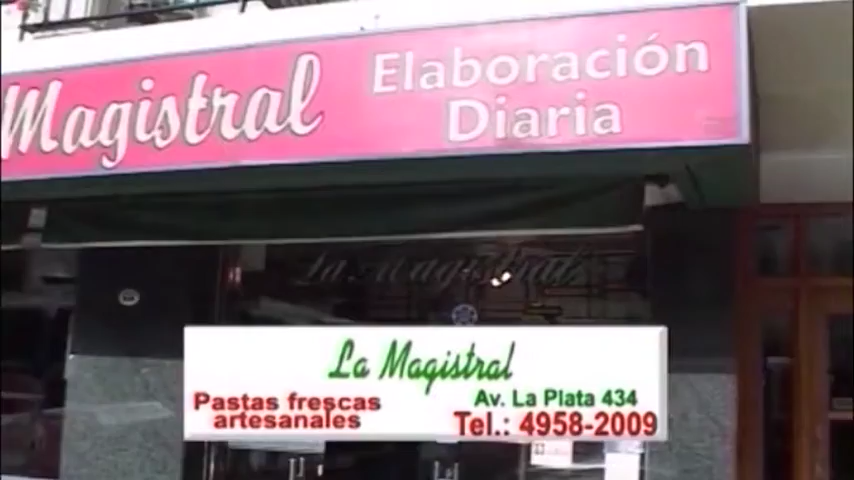 Magistral
Elaboración
Diaria
La Magistral
La Magistral
Pastas frescas
artesanales
Av. La Plata 434
Tel.: 4958-2009